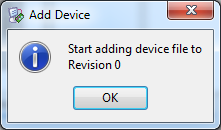 Add Device
Start adding device file to
Revision 0
OK